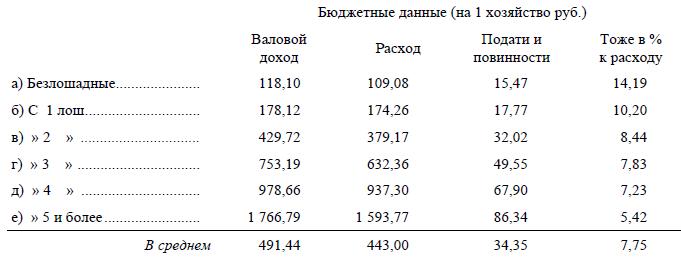 Бюджетные данные (на 1 хозяйство руб.)
Валовой доход Расход Подати и повинности Тоже в % к расходу
а) Безлошадные....................... 118,10 109,08 15,47 14,19
б) С 1 лош............................... 178,12 174,26 17,77 10,20
в) » 2 » ................................ 429,72 379,17 32,02 8,44
г) » 3 » ................................ 753,19 632,36 49,55 7,83
д) » 4 » ................................ 978,66 937,30 67,90 7,23
е) » 5 и более.......................... 1 766,79 1 593,77 86,34 5,42
В среднем 491,44 443,00 34,35 7,75